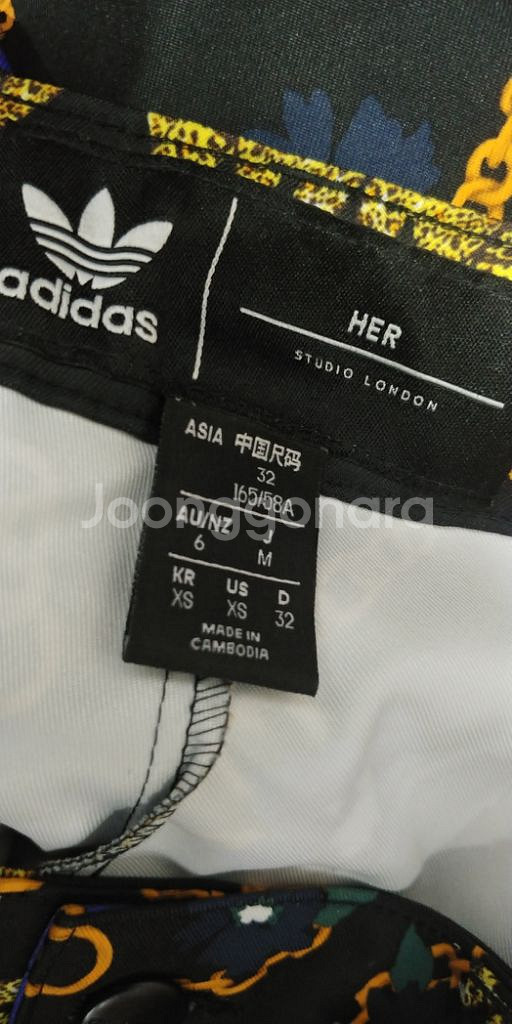 adidas
HER
STUDIO LONDON
ASIA 中国尺码
32
165/58A
AU/NZ J
6 M
KR US D
XS XS 32
MADE IN
CAMBODIA
Joonggonara